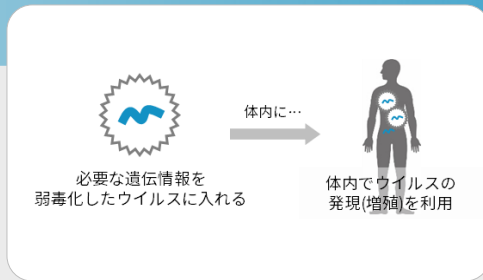 体内に…
必要な遺伝情報を
弱毒化したウイルスに入れる
体内でウイルスの
発現(増殖)を利用